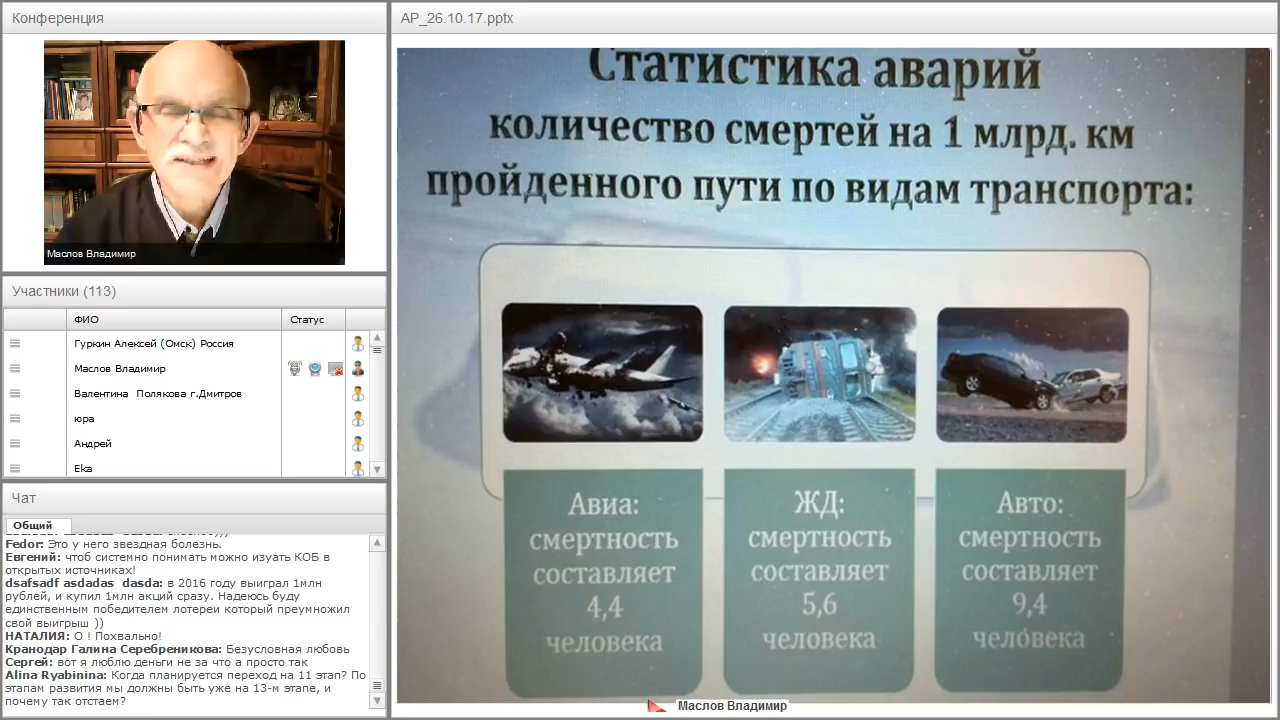 Конференция
Маслов Владимир
Участники (113)
ФИО
Статус
Гуркин Алексей (Омск) Россия
Маслов Владимир
Валентина Полякова г.Дмитров
юра
Андрей
Eka
Чат
Общий
Fedor: Это у него звездная болезнь.
Евгений: чтоб системно понимать можно изуать КОБ в
открытых источниках!
dsafsadf asdadas dasda: в 2016 году выиграл 1млн
рублей, и купил 1млн акций сразу. Надеюсь буду
единственным победителем лотереи который преумножил
свой выигрыш ))
НАТАЛИЯ: О ! Похвально!
Кранодар Галина Серебреникова: Безусловная любовь
Сергей: вот я люблю деньги не за что а просто так
Alina Ryabinina: Когда планируется переход на 11 этап? По
этапам развития мы должны быть уже на 13-м этапе, и
почему так отстаем?
AP_26.10.17.pptx
Статистика аварий
количество смертей на 1 млрд. км
пройденного пути по видам транспорта:
Авиа:
смертность
составляет
4,4
человека
ЖД:
смертность
составляет
5,6
человека
Авто:
смертность
составляет
9,4
человека
Маслов Владимир